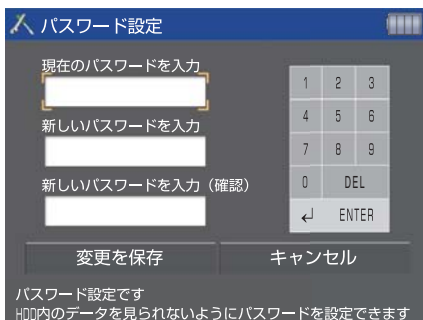 パスワード設定
現在のパスワードを入力
新しいパスワードを入力
新しいパスワードを入力（確認）
1 2 3
4 5 6
7 8 9
0 DEL
↵ ENTER
変更を保存 キャンセル
パスワード設定です
HDD内のデータを見られないようにパスワードを設定できます